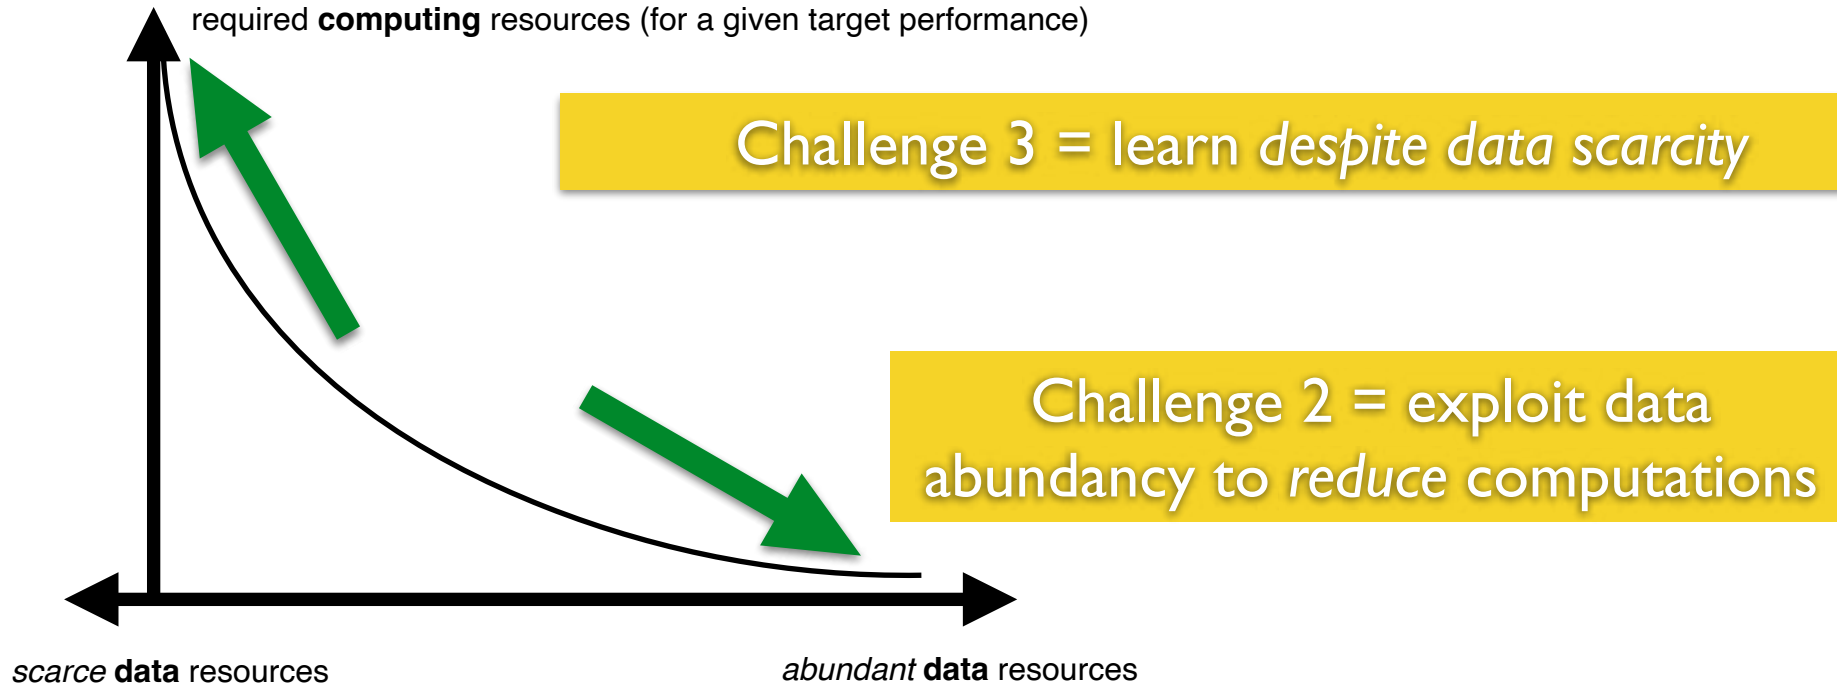 required computing resources (for a given target performance)
Challenge 3 = learn despite data scarcity
Challenge 2 = exploit data
abundancy to reduce computations
scarce data resources
abundant data resources